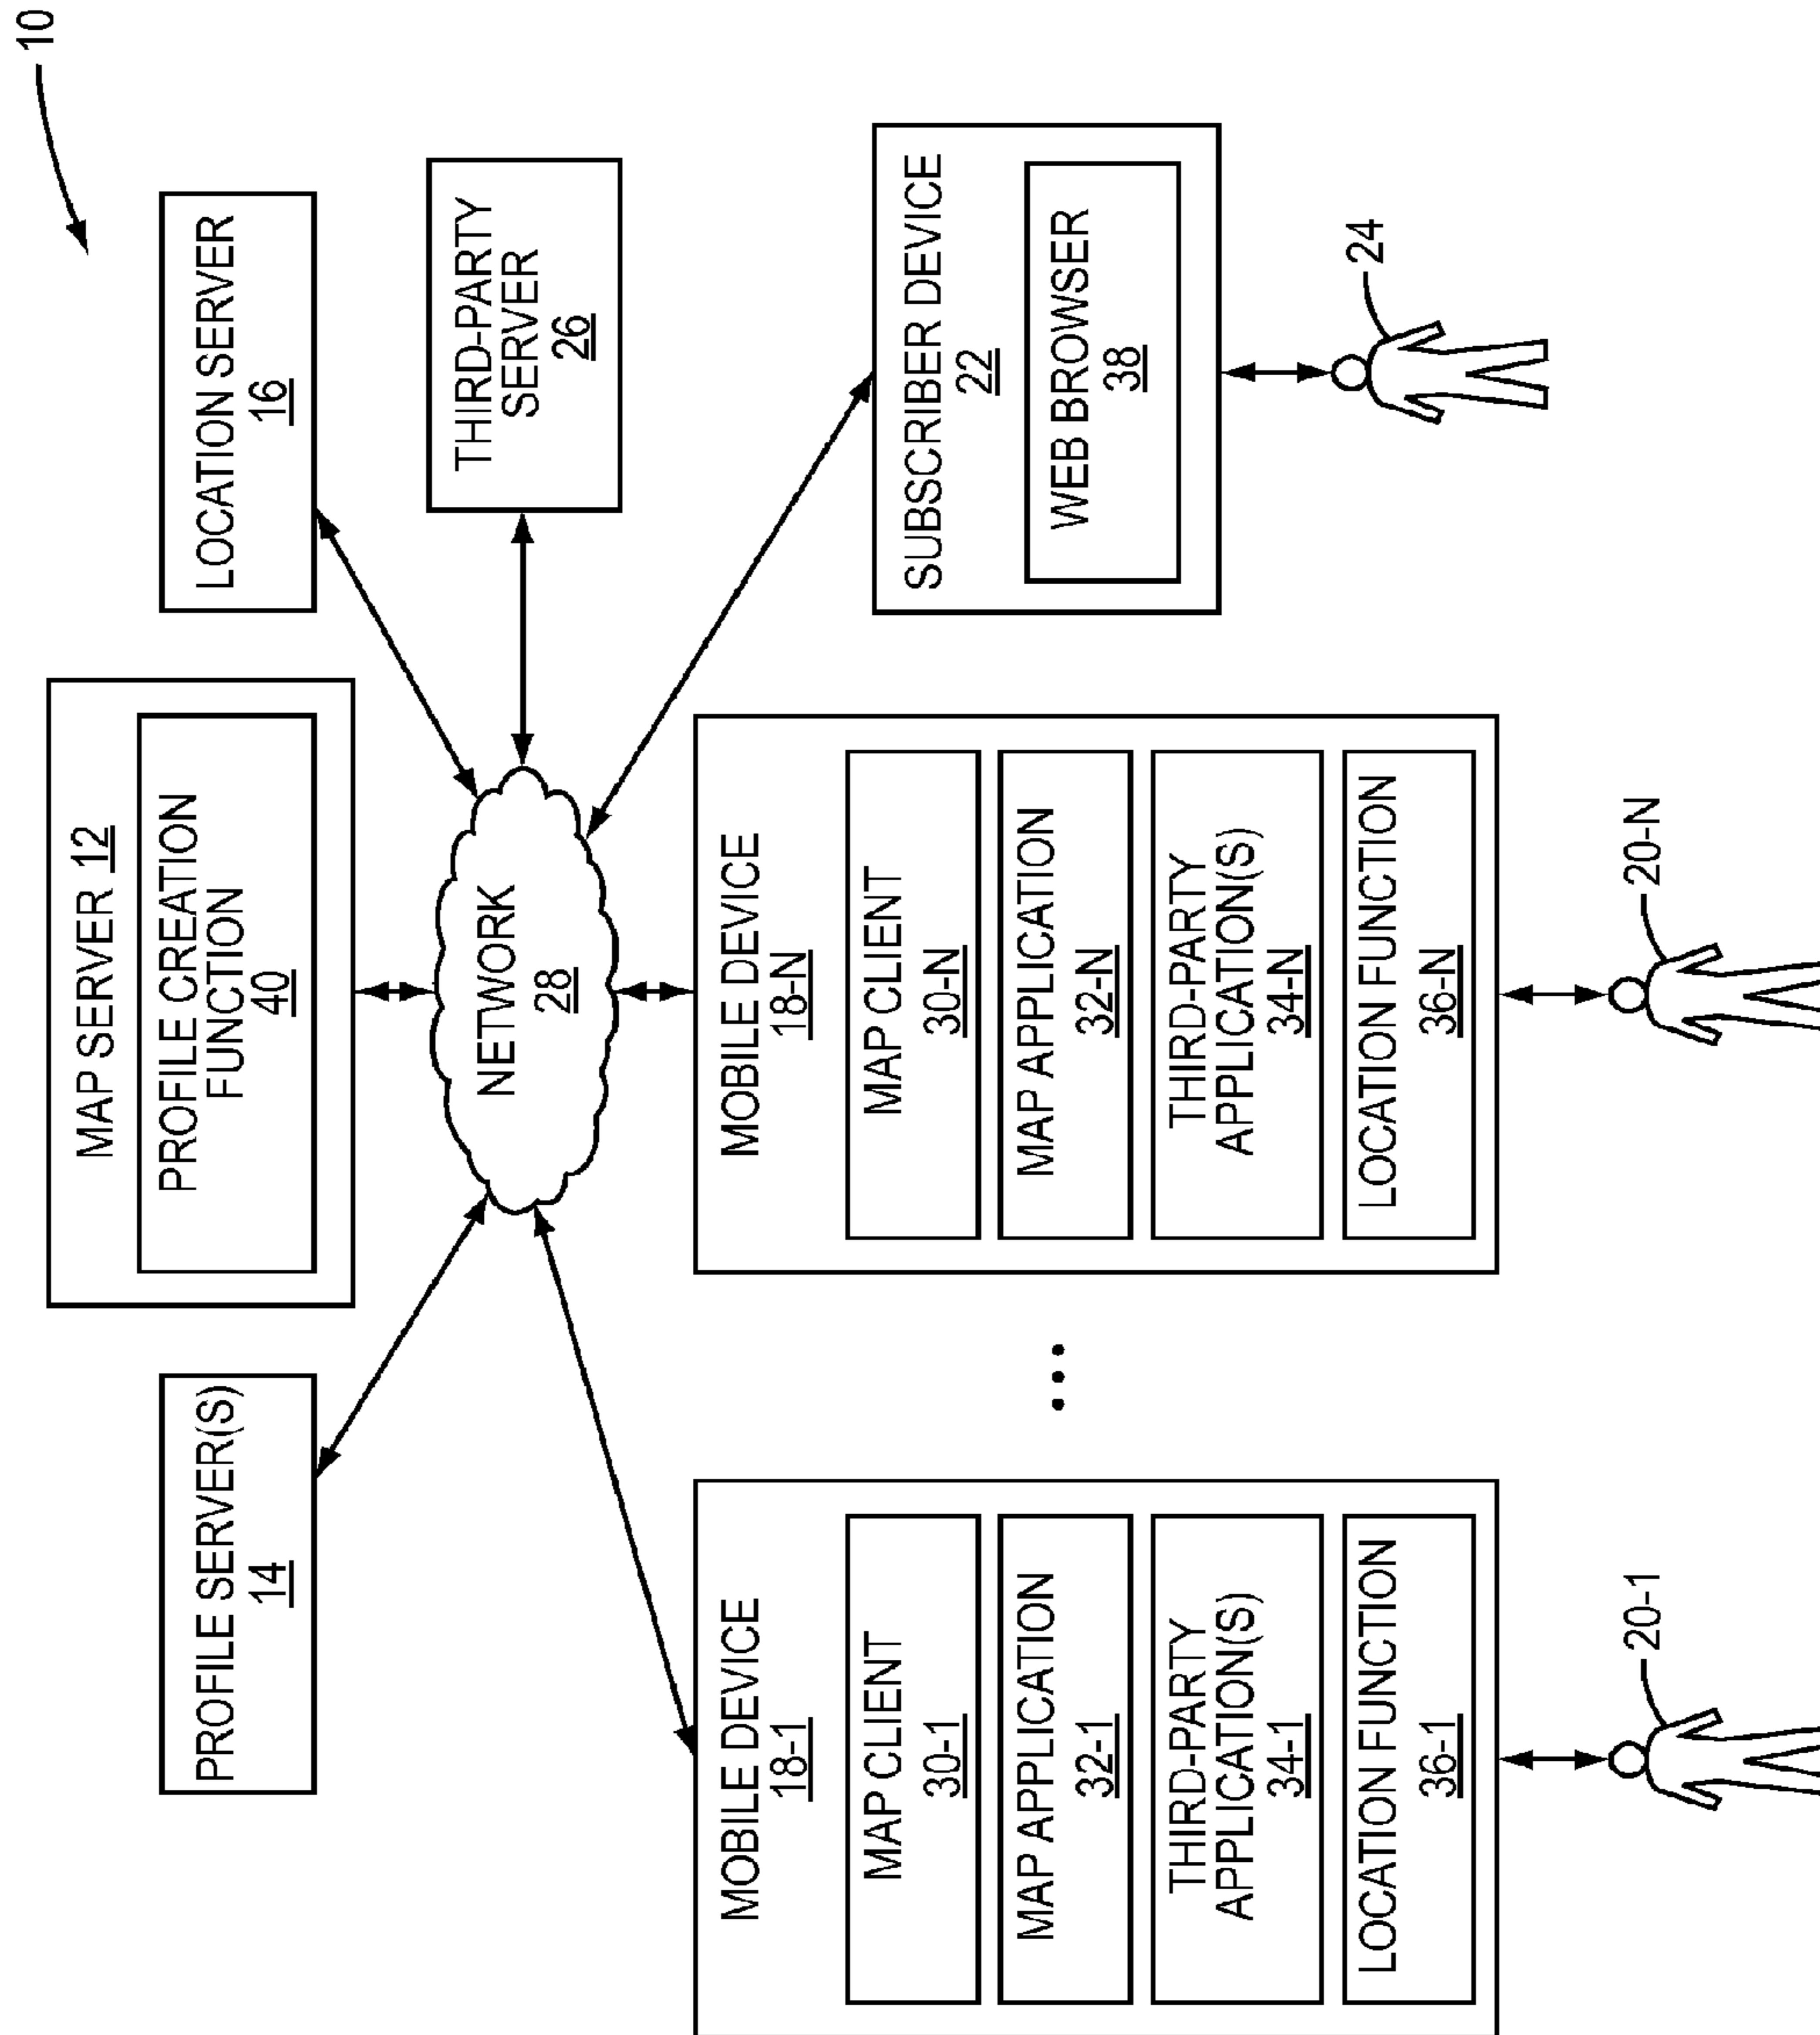 10
MAP SERVER 12
PROFILE CREATION
FUNCTION
40
PROFILE SERVER(S)
14
LOCATION SERVER
16
THIRD-PARTY
SERVER
26
NETWORK
28
MOBILE DEVICE
18-1
MAP CLIENT
30-1
MAP APPLICATION
32-1
THIRD-PARTY
APPLICATION(S)
34-1
LOCATION FUNCTION
36-1
20-1
...
MOBILE DEVICE
18-N
MAP CLIENT
30-N
MAP APPLICATION
32-N
THIRD-PARTY
APPLICATION(S)
34-N
LOCATION FUNCTION
36-N
20-N
SUBSCRIBER DEVICE
22
WEB BROWSER
38
24